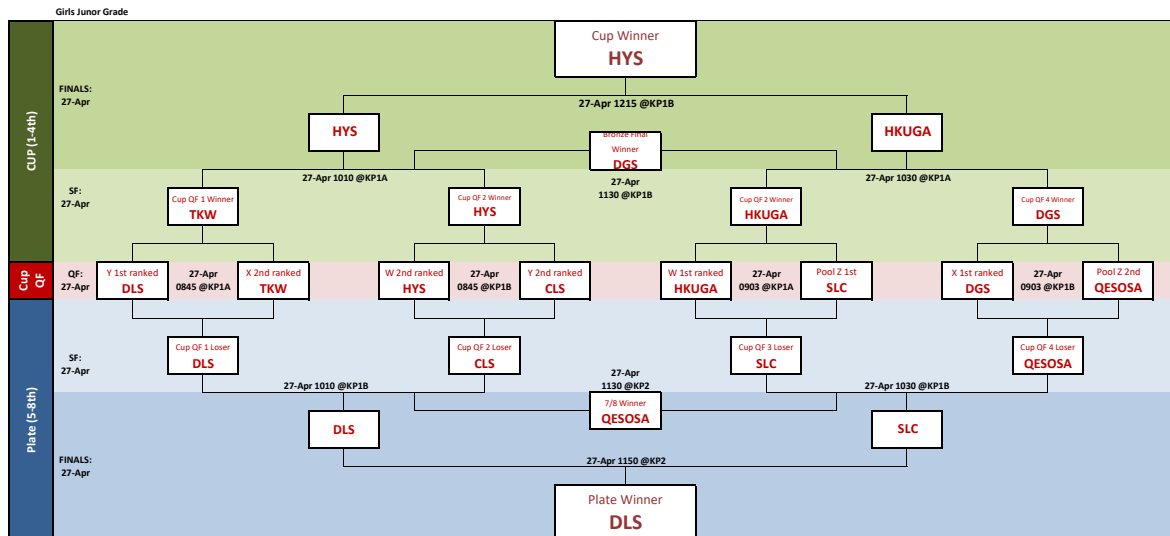 Girls Junor Grade
CUP (1-4th)
Cup Winner
HYS
FINALS:
27-Apr
27-Apr 1215 @KP1B
HYS
Bronze Final
Winner
DGS
HKUGA
27-Apr 1010 @KP1A
27-Apr
1130 @KP1B
27-Apr 1030 @KP1A
SF:
27-Apr
Cup QF 1 Winner
TKW
Cup QF 2 Winner
HYS
Cup QF 2 Winner
HKUGA
Cup QF 4 Winner
DGS
Cup
QF
QF:
27-Apr
Y 1st ranked
DLS
27-Apr
0845 @KP1A
X 2nd ranked
TKW
W 2nd ranked
HYS
27-Apr
0845 @KP1B
Y 2nd ranked
CLS
W 1st ranked
HKUGA
27-Apr
0903 @KP1A
Pool Z 1st
SLC
X 1st ranked
DGS
27-Apr
0903 @KP1B
Pool Z 2nd
QESOSA
Plate (5-8th)
SF:
27-Apr
Cup QF 1 Loser
DLS
Cup QF 2 Loser
CLS
Cup QF 3 Loser
SLC
Cup QF 4 Loser
QESOSA
27-Apr 1010 @KP1B
27-Apr
1130 @KP2
27-Apr 1030 @KP1B
DLS
7/8 Winner
QESOSA
SLC
FINALS:
27-Apr
27-Apr 1150 @KP2
Plate Winner
DLS